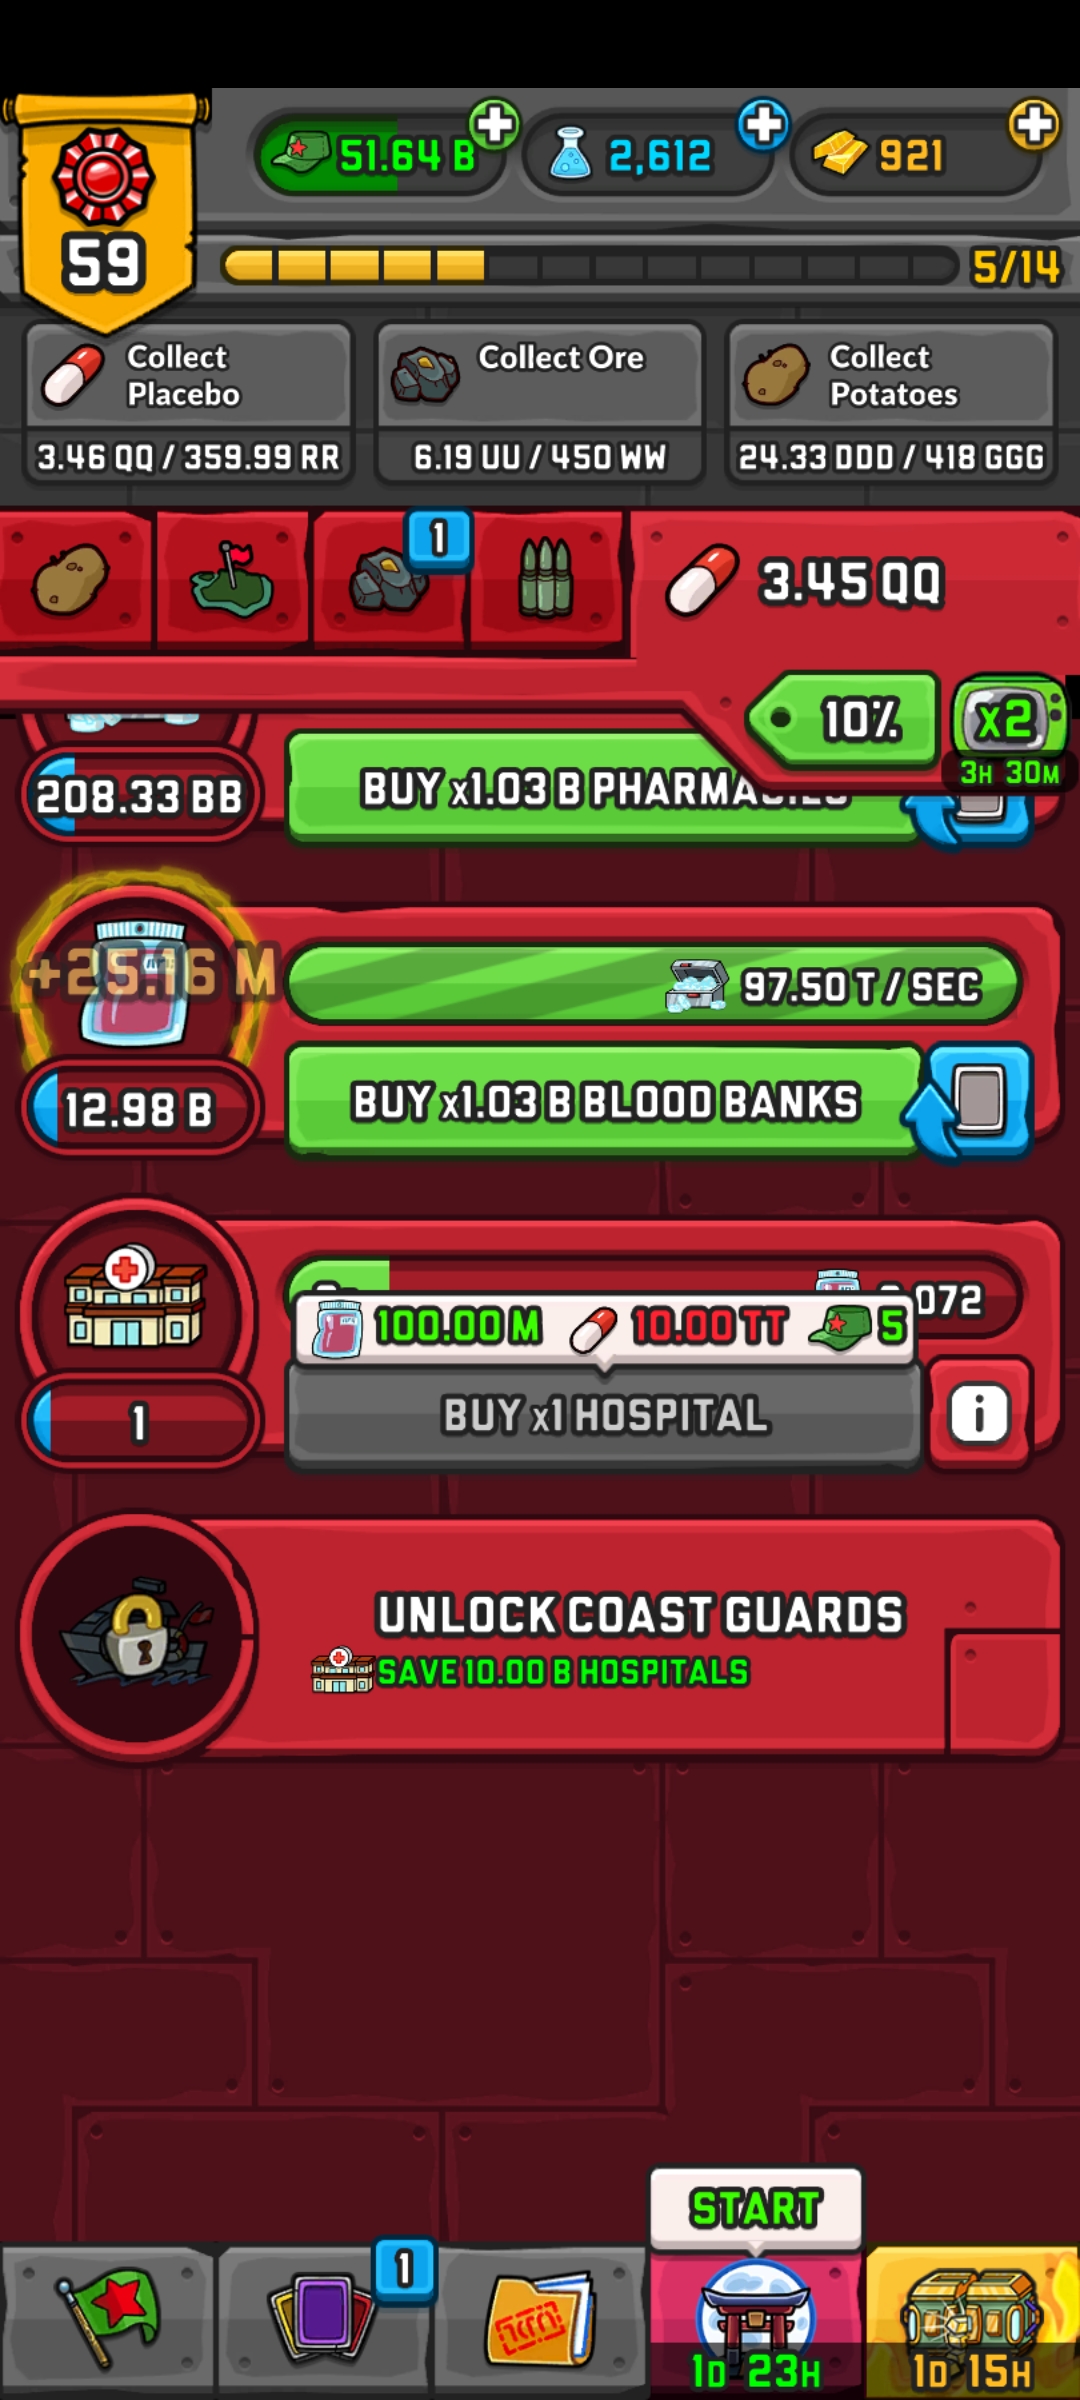 59
51.64 B
2,612
921
5/14
Collect Placebo
3.46 QQ / 359.99 RR
Collect Ore
6.19 UU / 450 WW
Collect Potatoes
24.33 DDD / 418 GGG
1
3.45 QQ
10%
x2
3H 30M
208.33 BB
BUY x1.03 B PHARMACIES
+25.16 M
97.50 T / SEC
12.98 B
BUY x1.03 B BLOOD BANKS
072
100.00 M
10.00 TT
5
1
BUY x1 HOSPITAL
i
UNLOCK COAST GUARDS
SAVE 10.00 B HOSPITALS
START
1
1D 23H
1D 15H